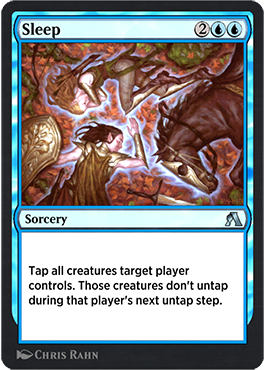 Sleep 2
Sorcery
Tap all creatures target player
controls. Those creatures don't untap
during that player's next untap step.
CHRIS RAHN